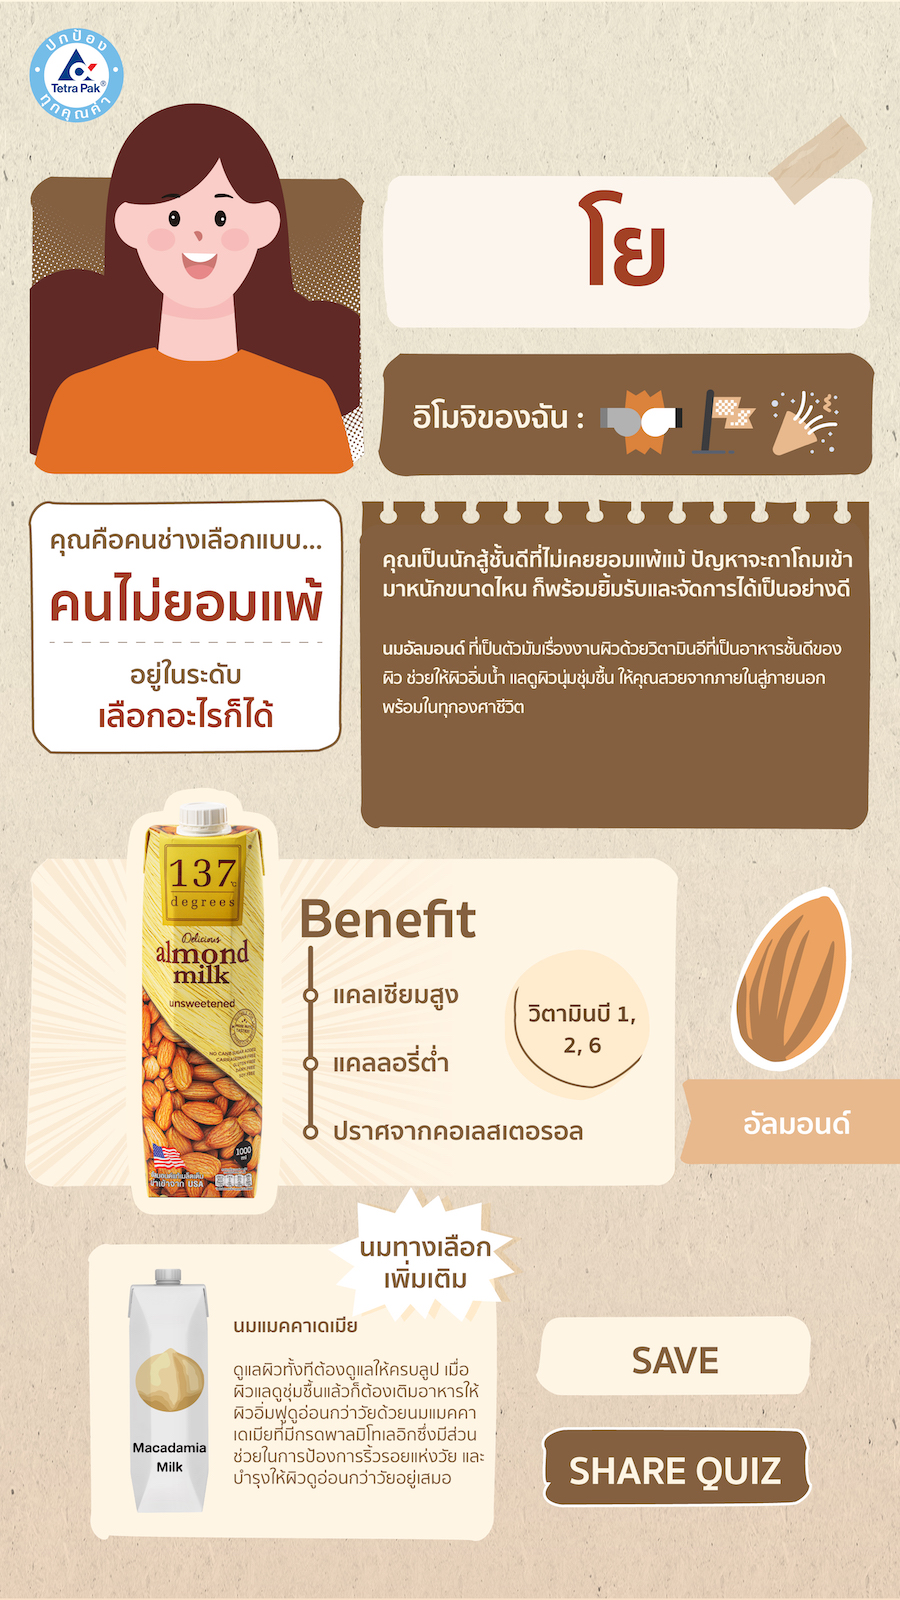 ปกป้อง
Tetra Pak®
ทุกคุณค่า
โย
อิโมจิของฉัน :
คุณคือคนช่างเลือกแบบ...
คนไม่ยอมแพ้
อยู่ในระดับ
เลือกอะไรก็ได้
คุณเป็นนักสู้ชั้นดีที่ไม่เคยยอมแพ้แม้ ปัญหาจะถาโถมเข้า
มาหนักขนาดไหน ก็พร้อมยิ้มรับและจัดการได้เป็นอย่างดี
นมอัลมอนด์ ที่เป็นตัวมัมเรื่องงานผิวด้วยวิตามินอีที่เป็นอาหารชั้นดีของ
ผิว ช่วยให้ผิวอิ่มน้ำ แลดูผิวนุ่มชุ่มชื้น ให้คุณสวยจากภายในสู่ภายนอก
พร้อมในทุกองศาชีวิต
137
degrees
Delicious
almond
milk
unsweetened
1000
ml
Benefit
แคลเซียมสูง
แคลลอรี่ต่ำ
ปราศจากคอเลสเตอรอล
วิตามินบี 1,
2, 6
อัลมอนด์
นมทางเลือก
เพิ่มเติม
นมแมคคาเดเมีย
ดูแลผิวทั้งทีต้องดูแลให้ครบลูป เมื่อ
ผิวแลดูชุ่มชื้นแล้วก็ต้องเติมอาหารให้
ผิวอิ่มฟูดูอ่อนกว่าวัยด้วยนมแมคคา
เดเมียที่มีกรดพาลมิโทเลอิกซึ่งมีส่วน
ช่วยในการป้องการริ้วรอยแห่งวัย และ
บำรุงให้ผิวดูอ่อนกว่าวัยอยู่เสมอ
Macadamia
Milk
SAVE
SHARE QUIZ